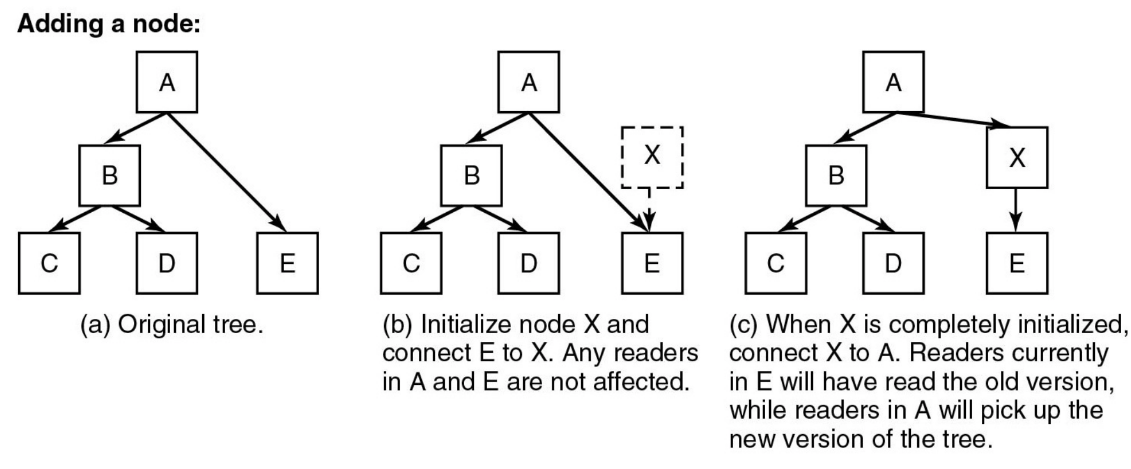 Adding a node:
A
B
C
D
E
(a) Original tree.
A
X
B
C
D
E
(b) Initialize node X and
connect E to X. Any readers
in A and E are not affected.
A
X
B
C
D
E
(c) When X is completely initialized,
connect X to A. Readers currently
in E will have read the old version,
while readers in A will pick up the
new version of the tree.